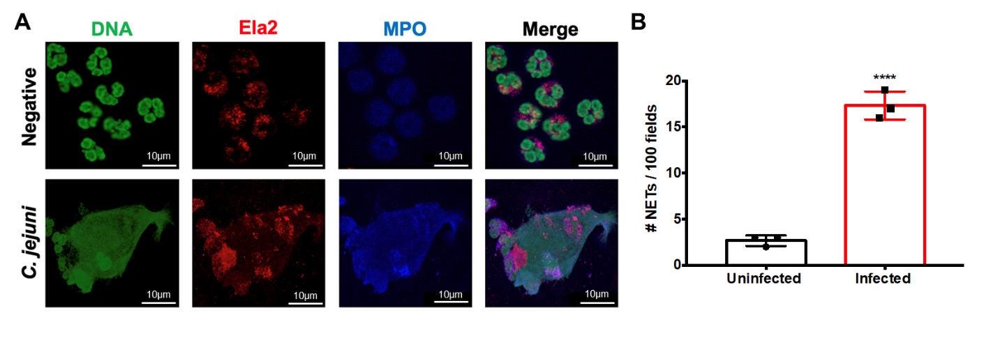 A
DNA
Ela2
MPO
Merge
Negative
10µm
10µm
10µm
10µm
C. jejuni
10µm
10µm
10µm
10µm
B
# NETs / 100 fields
20
15
10
5
0
****
Uninfected
Infected